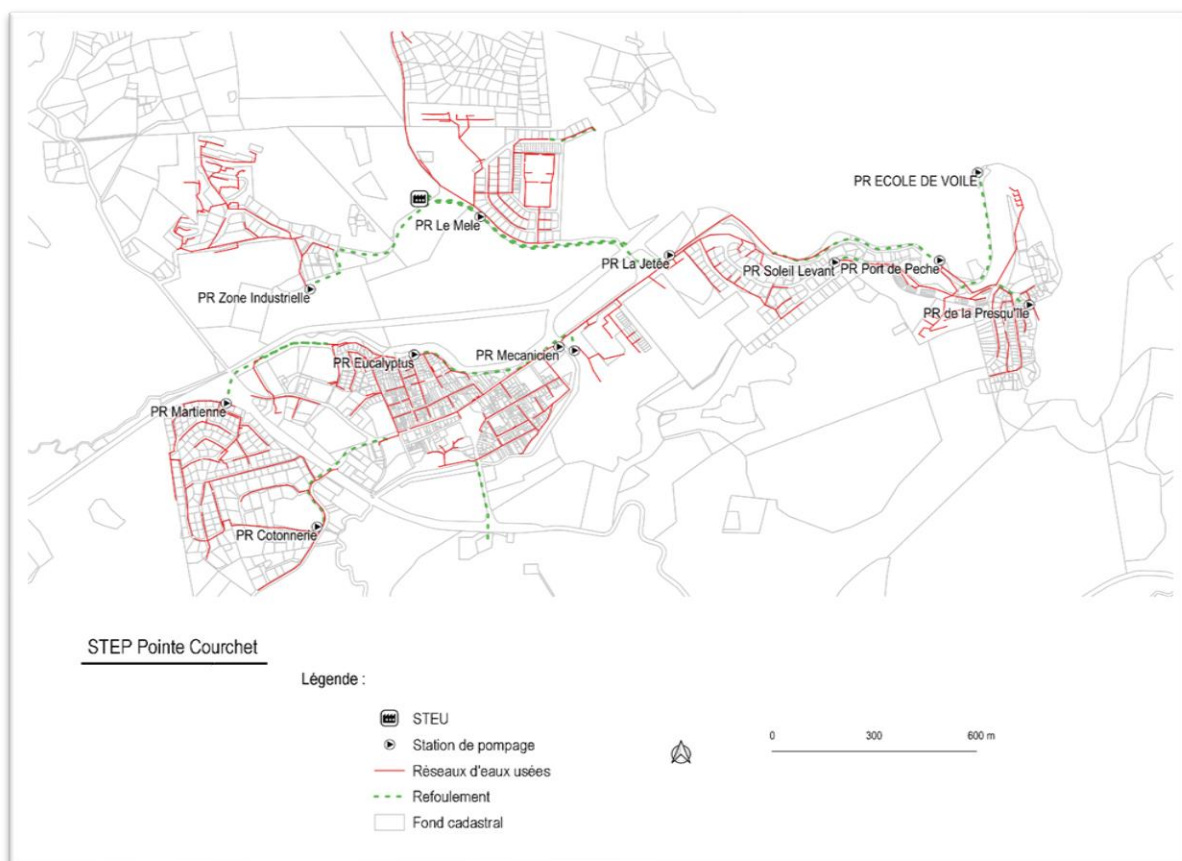 PR ECOLE DE VOILE
PR Le Mele
PR La Jetée
PR Soleil Levant
PR Port de Peche
PR Zone Industrielle
PR de la Presqu'île
PR Mecanicien
PR Eucalyptus
PR Martienne
PR Cotonnerie
STEP Pointe Courchet
Légende :
STEU
Station de pompage
Réseaux d'eaux usées
Refoulement
Fond cadastral
0 300 600 m